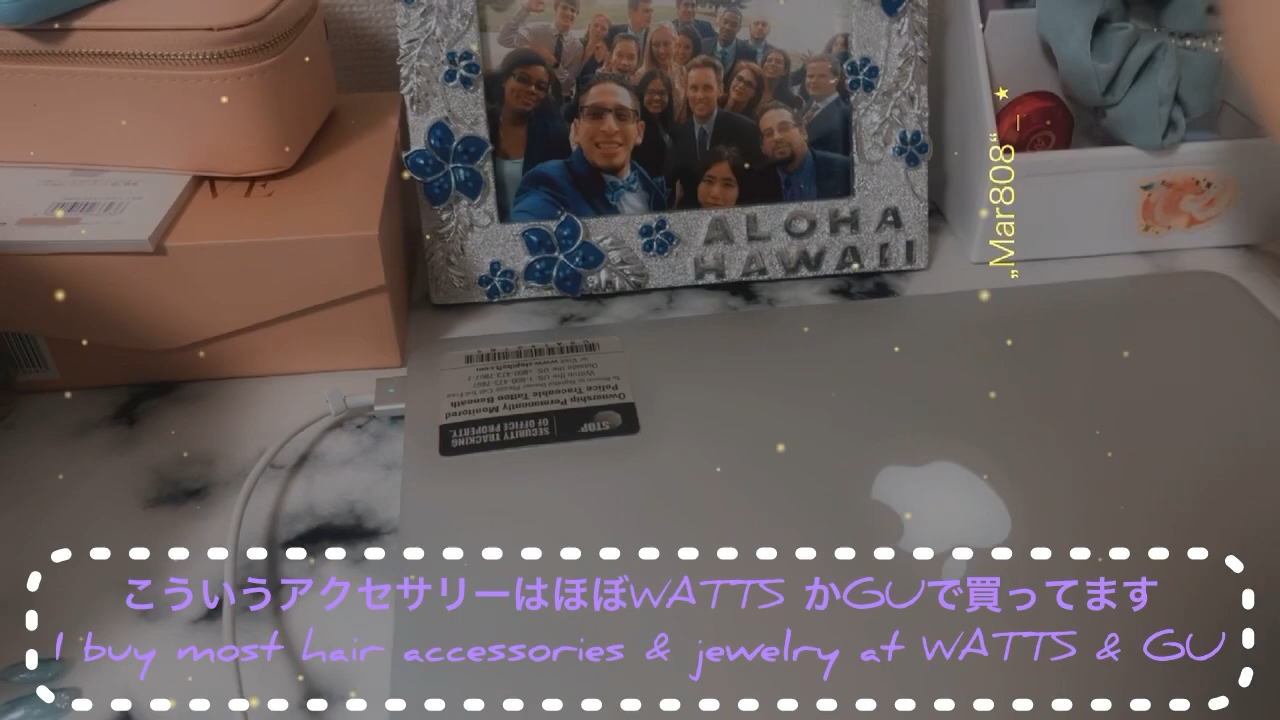 ALOHA
HAWAII
„Mar808“
STOP
SECURITY TRACKING
OF OFFICE PROPERTY.
Ownership Permanently Monitored
Police Traceable Tattoo Beneath
こういうアクセサリーはほぼWATTS かGUで買ってます
I buy most hair accessories & jewelry at WATTS & GU